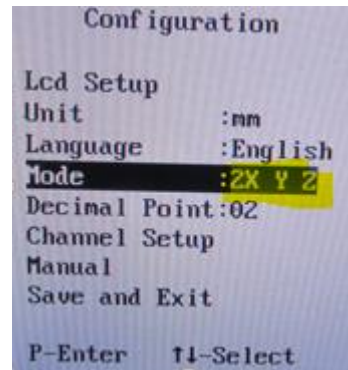 Configuration
Lcd Setup
Unit :mm
Language :English
Mode :2X Y Z
Decimal Point:02
Channel Setup
Manual
Save and Exit
P-Enter ↑↓-Select